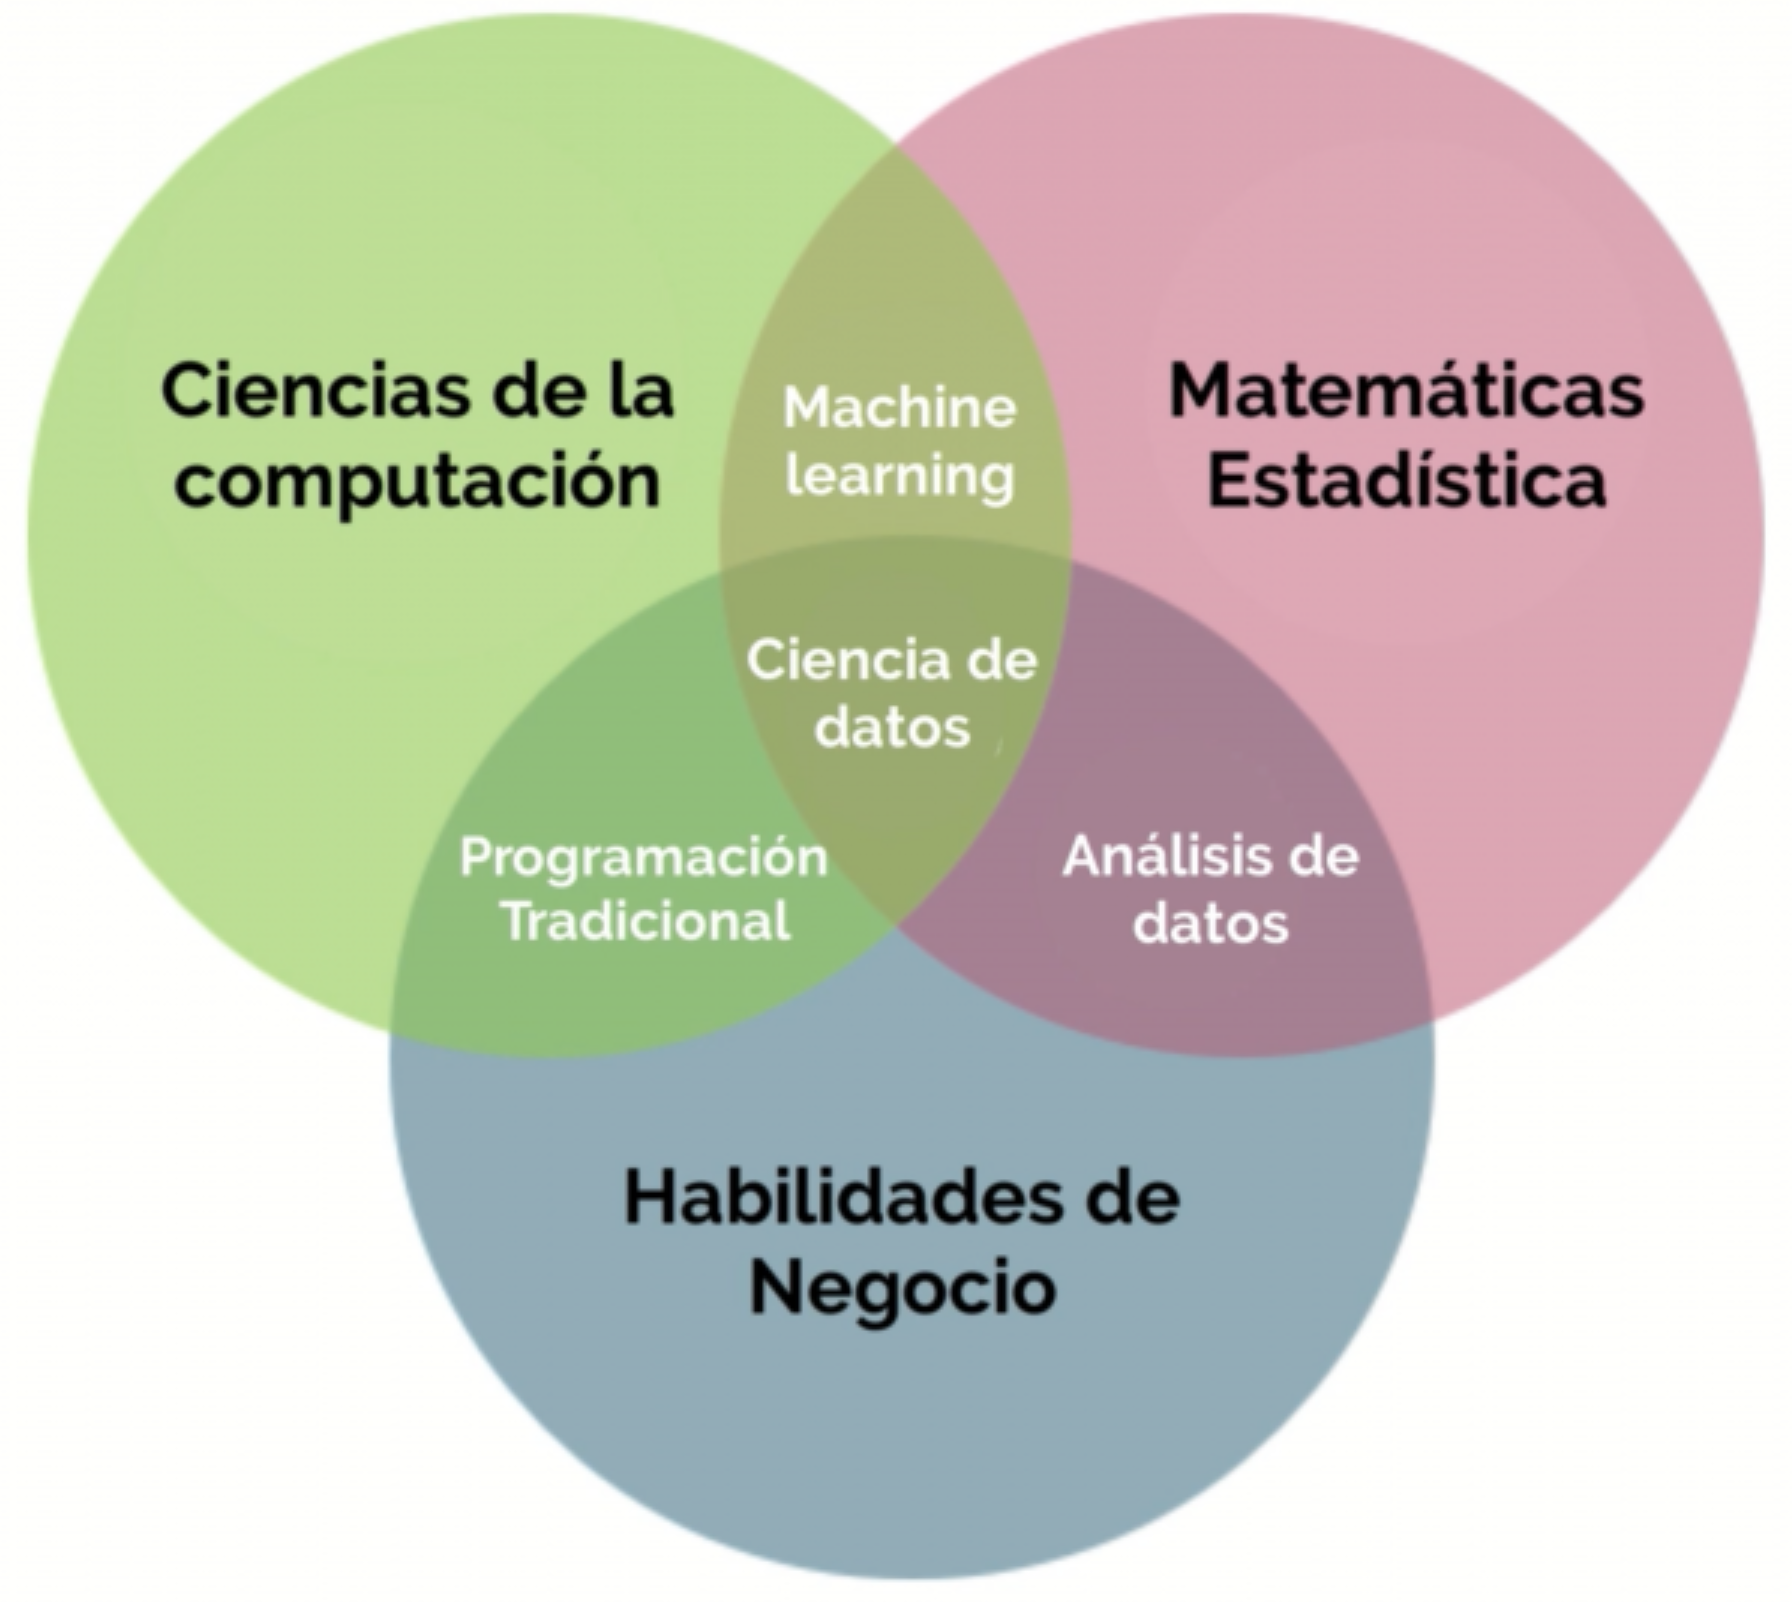 Ciencias de la
computación
Machine
learning
Matemáticas
Estadística
Ciencia de
datos
Programación
Tradicional
Análisis de
datos
Habilidades de
Negocio